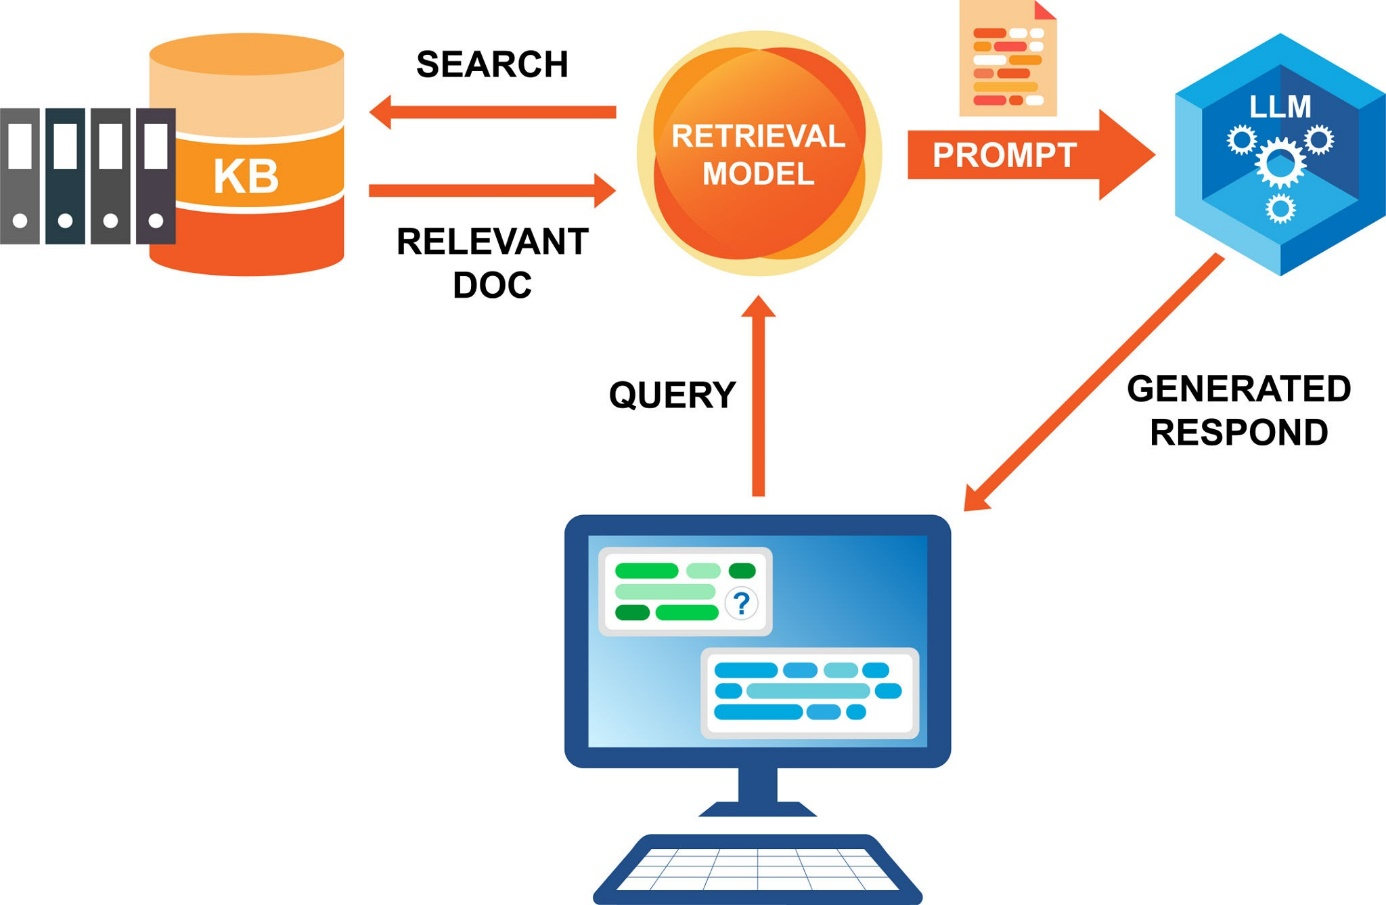 SEARCH
KB
RELEVANT
DOC
RETRIEVAL
MODEL
PROMPT
LLM
QUERY
GENERATED
RESPOND
?